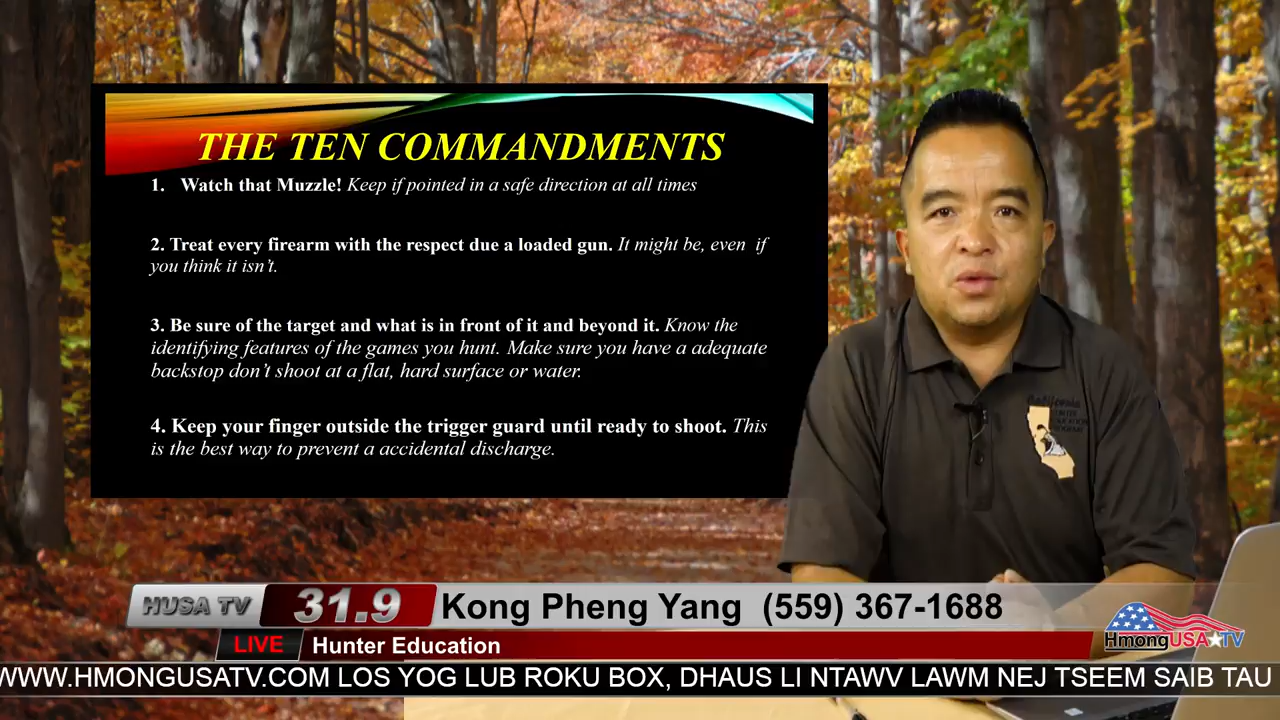 THE TEN COMMANDMENTS
1. Watch that Muzzle! Keep if pointed in a safe direction at all times
2. Treat every firearm with the respect due a loaded gun. It might be, even if
you think it isn't.
3. Be sure of the target and what is in front of it and beyond it. Know the
identifying features of the games you hunt. Make sure you have a adequate
backstop don't shoot at a flat, hard surface or water.
4. Keep your finger outside the trigger guard until ready to shoot. This
is the best way to prevent a accidental discharge.
California
HUSA TV 31.9 Kong Pheng Yang (559) 367-1688
LIVE Hunter Education
HmongUSA TV
WWW.HMONGUSATV.COM LOS YOG LUB ROKU BOX, DHAUS LI NTAWV LAWM NEJ TSEEM SAIB TAU